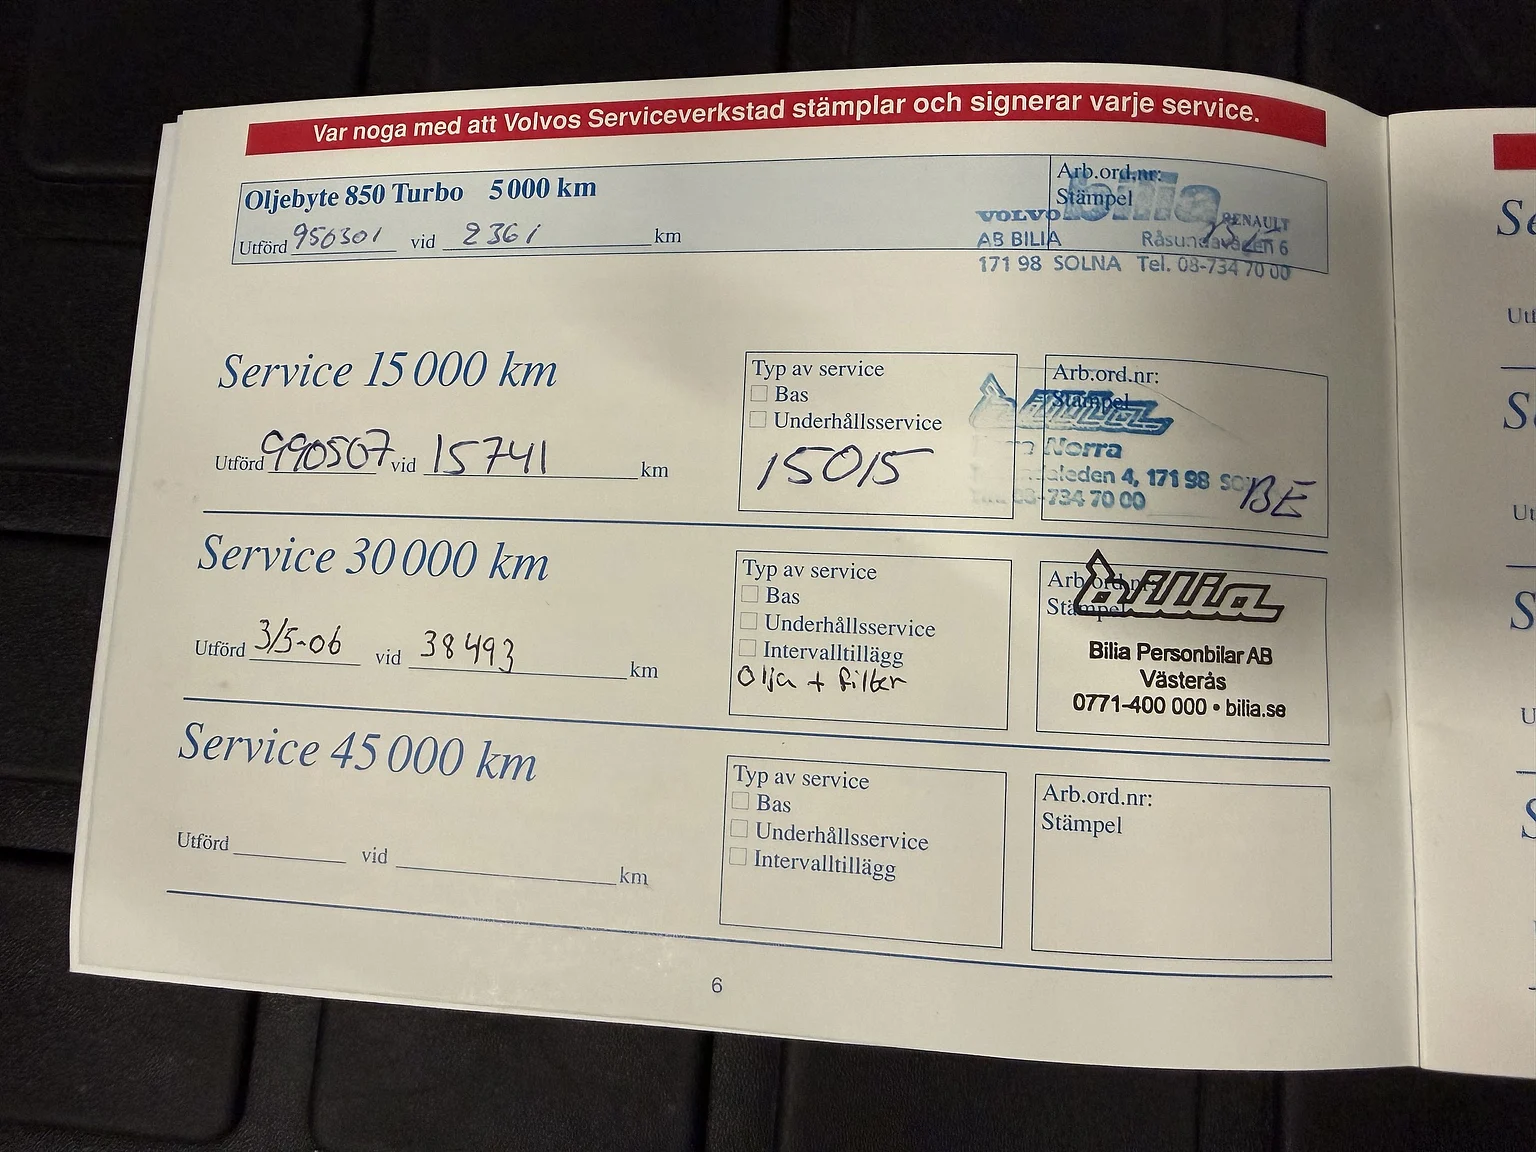 Var noga med att Volvos Serviceverkstad stämplar och signerar varje service.
Oljebyte 850 Turbo 5 000 km
Utförd 950301 vid 2361 km
Arb.ord.nr:
Stämpel
bilia
VOLVO RENAULT
AB BILIA Råsundavägen 6
171 98 SOLNA Tel. 08-734 70 00
Service 15 000 km
Utförd 990507 vid 15741 km
Typ av service
Bas
Underhållsservice
15015
Arb.ord.nr:
Stämpel
bilia
Norra
171 98
08-734 70 00
BE
Service 30 000 km
Utförd 3/5-06 vid 38493 km
Typ av service
Bas
Underhållsservice
Intervalltillägg
Olja + filter
Arb.ord.nr:
Stämpel
bilia
Bilia Personbilar AB
Västerås
0771-400 000 • bilia.se
Service 45 000 km
Utförd vid km
Typ av service
Bas
Underhållsservice
Intervalltillägg
Arb.ord.nr:
Stämpel
6